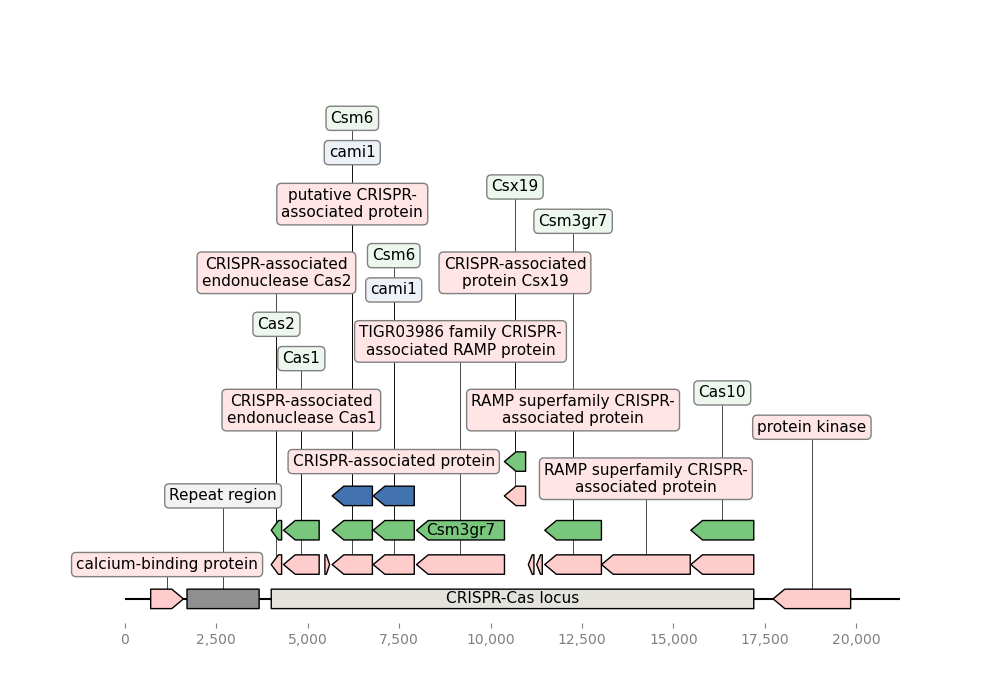 Csm6
cami1
putative CRISPR-
associated protein
Csx19
Csm3gr7
CRISPR-associated
endonuclease Cas2
Csm6
cami1
CRISPR-associated
protein Csx19
Cas2
TIGR03986 family CRISPR-
associated RAMP protein
Cas1
CRISPR-associated
endonuclease Cas1
RAMP superfamily CRISPR-
associated protein
Cas10
protein kinase
CRISPR-associated protein
RAMP superfamily CRISPR-
associated protein
Repeat region
Csm3gr7
calcium-binding protein
CRISPR-Cas locus
0
2,500
5,000
7,500
10,000
12,500
15,000
17,500
20,000